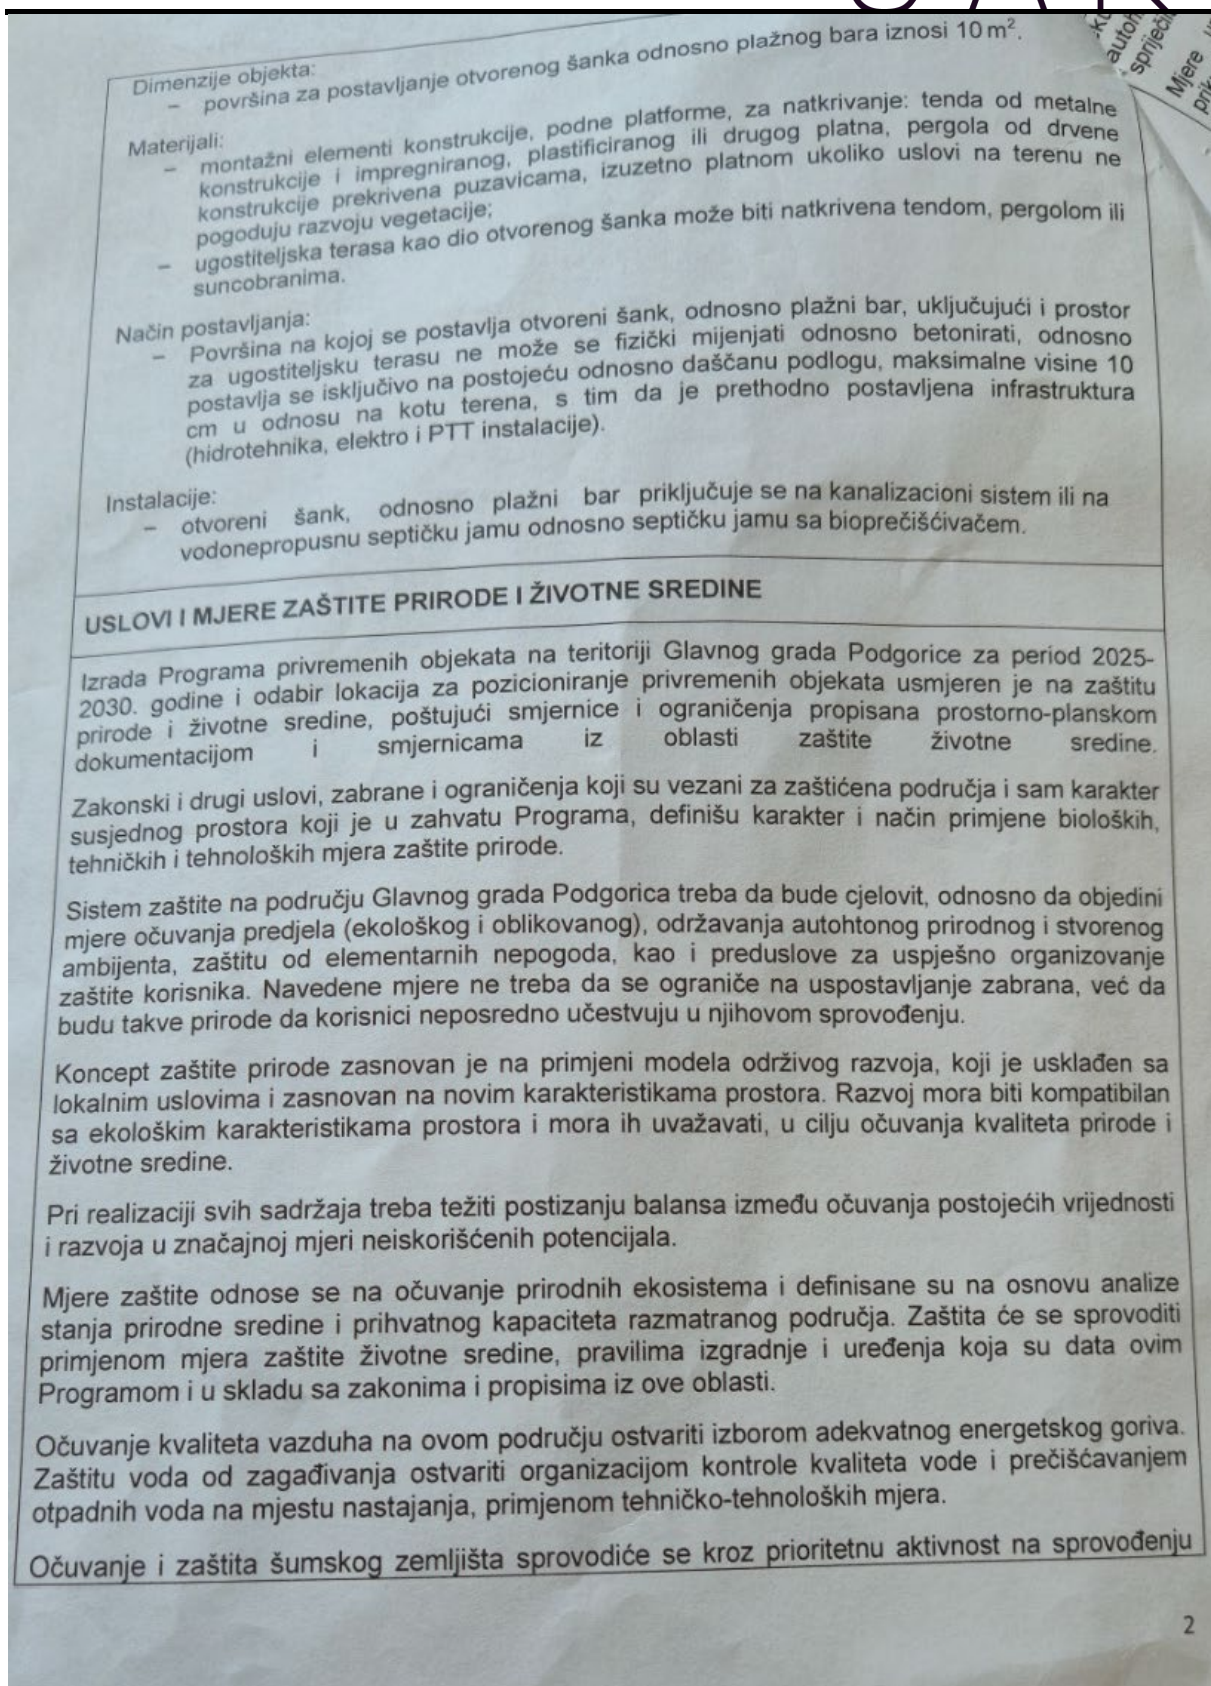 Dimenzije objekta:
– površina za postavljanje otvorenog šanka odnosno plažnog bara iznosi 10 m².
Materijali:
– montažni elementi konstrukcije, podne platforme, za natkrivanje: tenda od metalne
konstrukcije i impregniranog, plastificiranog ili drugog platna, pergola od drvene
konstrukcije prekrivena puzavicama, izuzetno platnom ukoliko uslovi na terenu ne
pogoduju razvoju vegetacije;
– ugostiteljska terasa kao dio otvorenog šanka može biti natkrivena tendom, pergolom ili
suncobranima.
Način postavljanja:
– Površina na kojoj se postavlja otvoreni šank, odnosno plažni bar, uključujući i prostor
za ugostiteljsku terasu ne može se fizički mijenjati odnosno betonirati, odnosno
postavlja se isključivo na postojeću odnosno daščanu podlogu, maksimalne visine 10
cm u odnosu na kotu terena, s tim da je prethodno postavljena infrastruktura
(hidrotehnika, elektro i PTT instalacije).
Instalacije:
– otvoreni šank, odnosno plažni bar priključuje se na kanalizacioni sistem ili na
vodonepropusnu septičku jamu odnosno septičku jamu sa bioprečišćivačem.
USLOVI I MJERE ZAŠTITE PRIRODE I ŽIVOTNE SREDINE
Izrada Programa privremenih objekata na teritoriji Glavnog grada Podgorice za period 2025-
2030. godine i odabir lokacija za pozicioniranje privremenih objekata usmjeren je na zaštitu
prirode i životne sredine, poštujući smjernice i ograničenja propisana prostorno-planskom
dokumentacijom i smjernicama iz oblasti zaštite životne sredine.
Zakonski i drugi uslovi, zabrane i ograničenja koji su vezani za zaštićena područja i sam karakter
susjednog prostora koji je u zahvatu Programa, definišu karakter i način primjene bioloških,
tehničkih i tehnoloških mjera zaštite prirode.
Sistem zaštite na području Glavnog grada Podgorica treba da bude cjelovit, odnosno da objedini
mjere očuvanja predjela (ekološkog i oblikovanog), održavanja autohtonog prirodnog i stvorenog
ambijenta, zaštitu od elementarnih nepogoda, kao i preduslove za uspješno organizovanje
zaštite korisnika. Navedene mjere ne treba da se ograniče na uspostavljanje zabrana, već da
budu takve prirode da korisnici neposredno učestvuju u njihovom sprovođenju.
Koncept zaštite prirode zasnovan je na primjeni modela održivog razvoja, koji je usklađen sa
lokalnim uslovima i zasnovan na novim karakteristikama prostora. Razvoj mora biti kompatibilan
sa ekološkim karakteristikama prostora i mora ih uvažavati, u cilju očuvanja kvaliteta prirode i
životne sredine.
Pri realizaciji svih sadržaja treba težiti postizanju balansa između očuvanja postojećih vrijednosti
i razvoja u značajnoj mjeri neiskorišćenih potencijala.
Mjere zaštite odnose se na očuvanje prirodnih ekosistema i definisane su na osnovu analize
stanja prirodne sredine i prihvatnog kapaciteta razmatranog područja. Zaštita će se sprovoditi
primjenom mjera zaštite životne sredine, pravilima izgradnje i uređenja koja su data ovim
Programom i u skladu sa zakonima i propisima iz ove oblasti.
Očuvanje kvaliteta vazduha na ovom području ostvariti izborom adekvatnog energetskog goriva.
Zaštitu voda od zagađivanja ostvariti organizacijom kontrole kvaliteta vode i prečišćavanjem
otpadnih voda na mjestu nastajanja, primjenom tehničko-tehnoloških mjera.
Očuvanje i zaštita šumskog zemljišta sprovodiće se kroz prioritetnu aktivnost na sprovođenju
2
Mjere